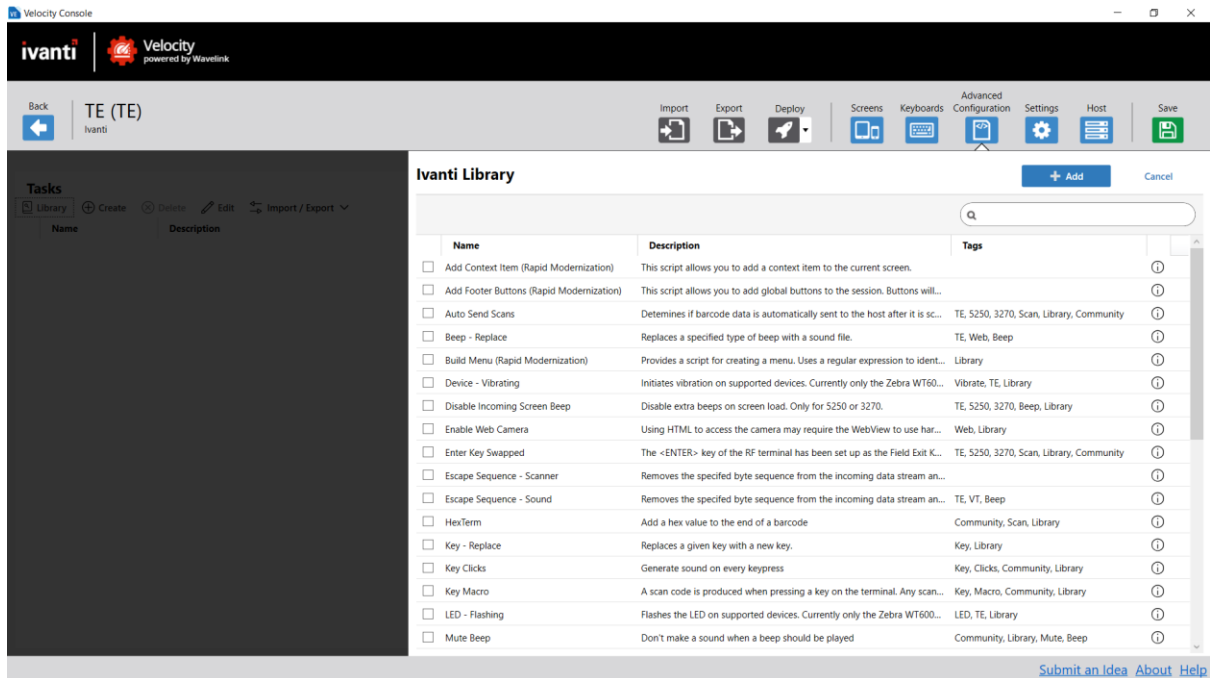 Velocity Console
ivanti
Velocity
powered by Wavelink
Back
TE (TE)
Ivanti
Import
Export
Deploy
Screens
Keyboards
Advanced
Configuration
Settings
Host
Save
Tasks
Library Create Delete Edit Import / Export
Name Description
Ivanti Library
Add
Cancel
Name Description Tags
Add Context Item (Rapid Modernization) This script allows you to add a context item to the current screen.
Add Footer Buttons (Rapid Modernization) This script allows you to add global buttons to the session. Buttons will...
Auto Send Scans Detemines if barcode data is automatically sent to the host after it is sc... TE, 5250, 3270, Scan, Library, Community
Beep - Replace Replaces a specified type of beep with a sound file. TE, Web, Beep
Build Menu (Rapid Modernization) Provides a script for creating a menu. Uses a regular expression to ident... Library
Device - Vibrating Initiates vibration on supported devices. Currently only the Zebra WT60... Vibrate, TE, Library
Disable Incoming Screen Beep Disable extra beeps on screen load. Only for 5250 or 3270. TE, 5250, 3270, Beep, Library
Enable Web Camera Using HTML to access the camera may require the WebView to use har... Web, Library
Enter Key Swapped The <ENTER> key of the RF terminal has been set up as the Field Exit K... TE, 5250, 3270, Scan, Library, Community
Escape Sequence - Scanner Removes the specifed byte sequence from the incoming data stream an...
Escape Sequence - Sound Removes the specifed byte sequence from the incoming data stream an... TE, VT, Beep
HexTerm Add a hex value to the end of a barcode Community, Scan, Library
Key - Replace Replaces a given key with a new key. Key, Library
Key Clicks Generate sound on every keypress Key, Clicks, Community, Library
Key Macro A scan code is produced when pressing a key on the terminal. Any scan... Key, Macro, Community, Library
LED - Flashing Flashes the LED on supported devices. Currently only the Zebra WT600... LED, TE, Library
Mute Beep Don't make a sound when a beep should be played Community, Library, Mute, Beep
Submit an Idea About Help